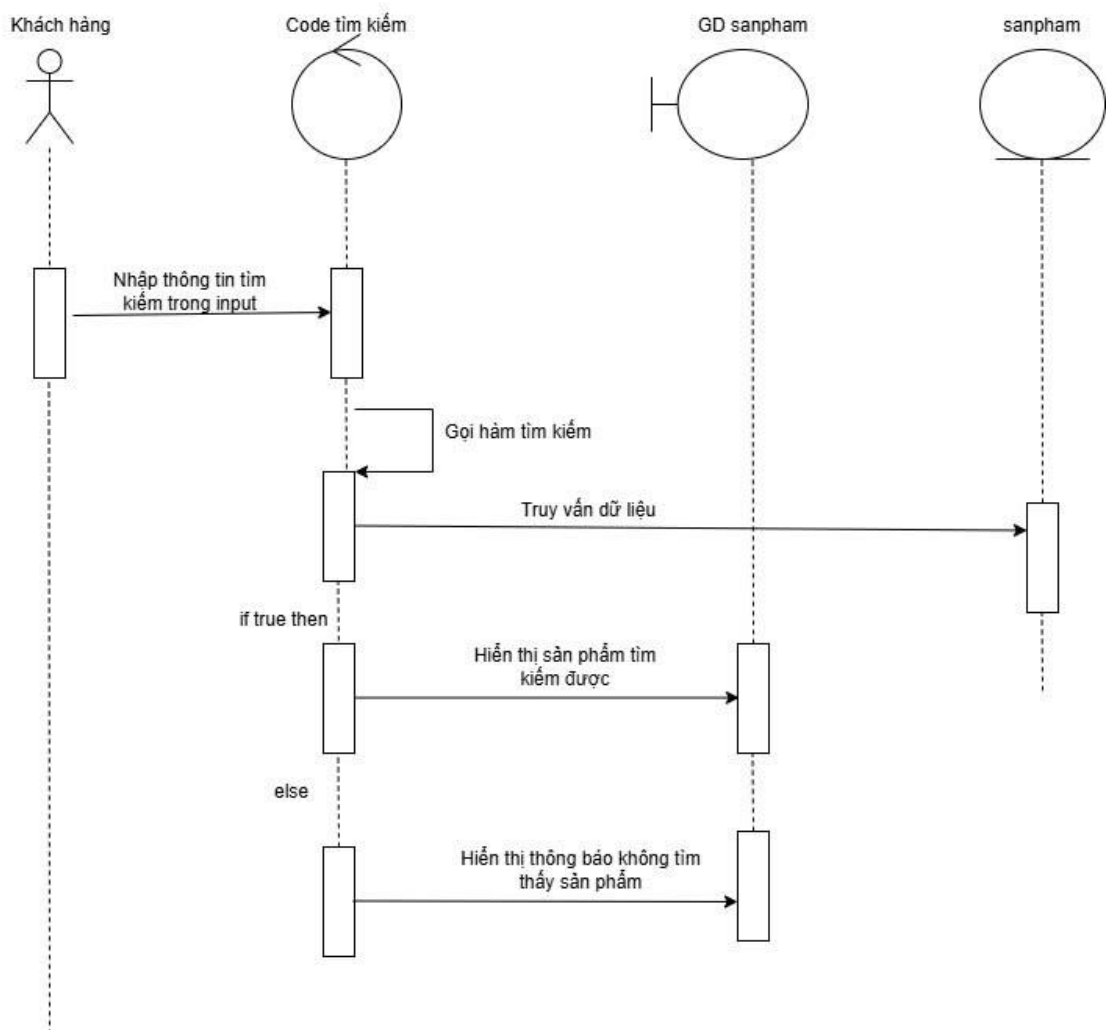 Khách hàng
Code tìm kiếm
GD sanpham
sanpham
Nhập thông tin tìm
kiếm trong input
Gọi hàm tìm kiếm
Truy vấn dữ liệu
if true then
Hiển thị sản phẩm tìm
kiếm được
else
Hiển thị thông báo không tìm
thấy sản phẩm